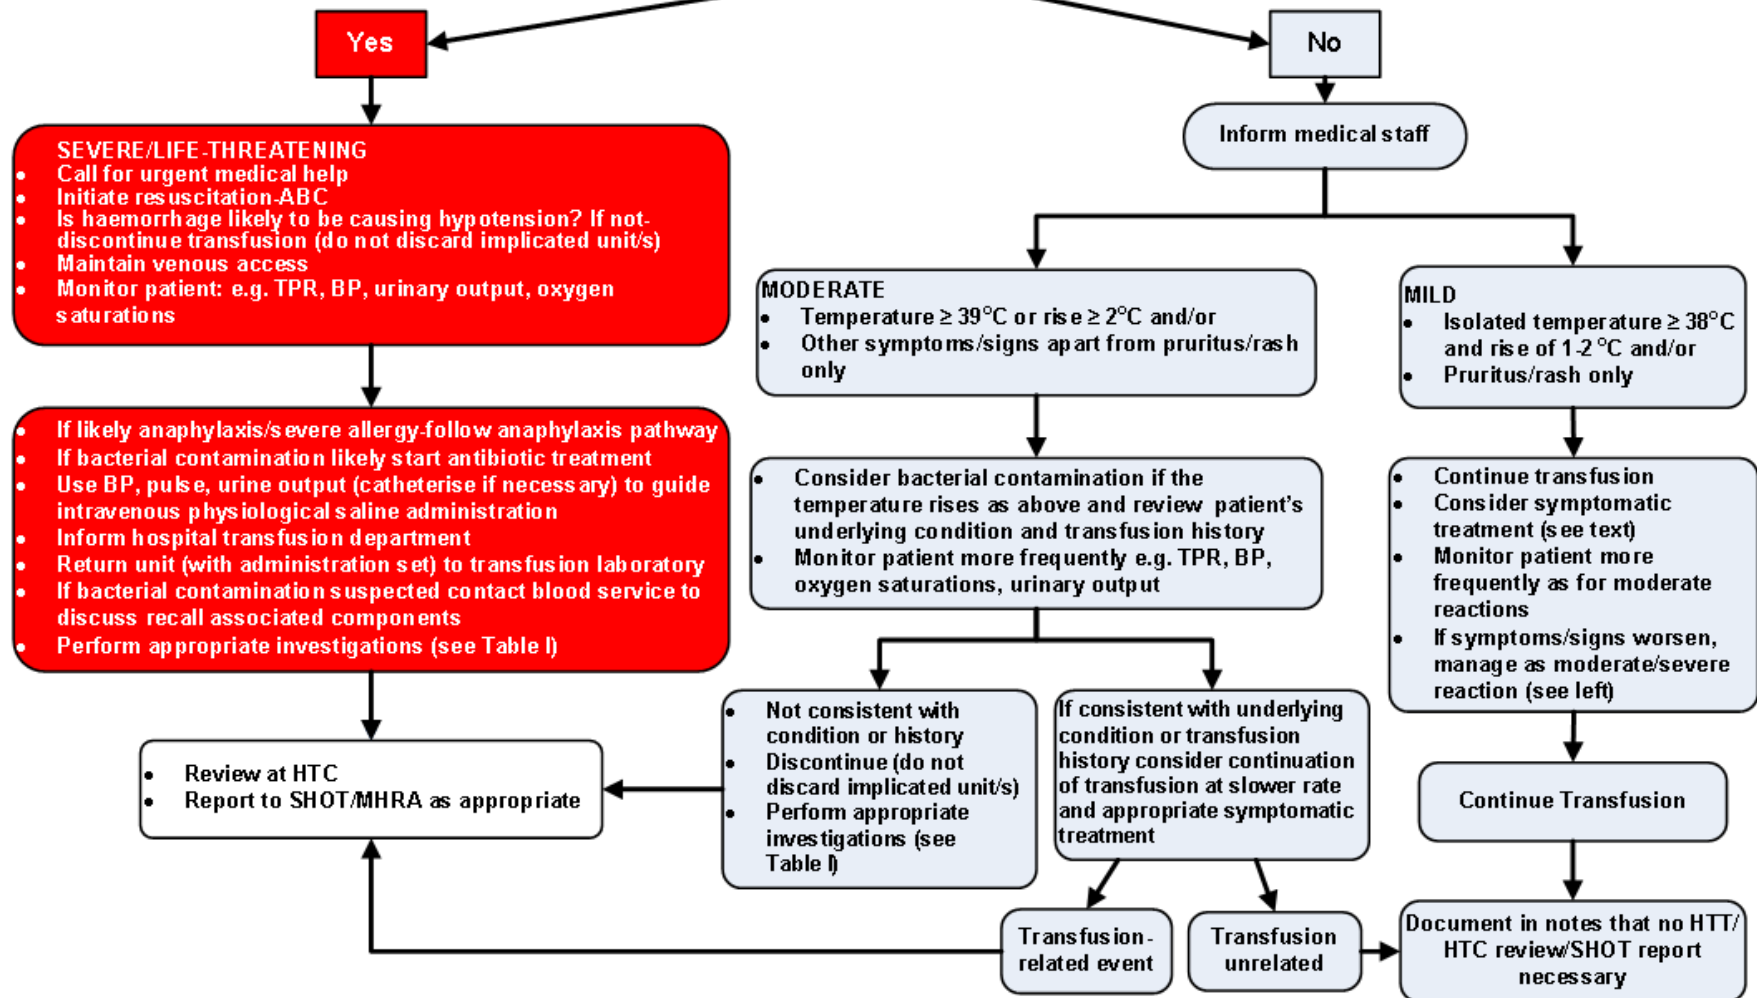 Yes
No
SEVERE/LIFE-THREATENING
• Call for urgent medical help
• Initiate resuscitation-ABC
• Is haemorrhage likely to be causing hypotension? If not-
discontinue transfusion (do not discard implicated unit/s)
• Maintain venous access
• Monitor patient: e.g. TPR, BP, urinary output, oxygen
saturations
Inform medical staff
MODERATE
• Temperature ≥ 39°C or rise ≥ 2°C and/or
• Other symptoms/signs apart from pruritus/rash
only
MILD
• Isolated temperature ≥ 38°C
and rise of 1-2 °C and/or
• Pruritus/rash only
• If likely anaphylaxis/severe allergy-follow anaphylaxis pathway
• If bacterial contamination likely start antibiotic treatment
• Use BP, pulse, urine output (catheterise if necessary) to guide
intravenous physiological saline administration
• Inform hospital transfusion department
• Return unit (with administration set) to transfusion laboratory
• If bacterial contamination suspected contact blood service to
discuss recall associated components
• Perform appropriate investigations (see Table I)
• Consider bacterial contamination if the
temperature rises as above and review patient's
underlying condition and transfusion history
• Monitor patient more frequently e.g. TPR, BP,
oxygen saturations, urinary output
• Continue transfusion
• Consider symptomatic
treatment (see text)
• Monitor patient more
frequently as for moderate
reactions
• If symptoms/signs worsen,
manage as moderate/severe
reaction (see left)
• Review at HTC
• Report to SHOT/MHRA as appropriate
• Not consistent with
condition or history
• Discontinue (do not
discard implicated unit/s)
• Perform appropriate
investigations (see
Table I)
If consistent with underlying
condition or transfusion
history consider continuation
of transfusion at slower rate
and appropriate symptomatic
treatment
Continue Transfusion
Transfusion-
related event
Transfusion
unrelated
Document in notes that no HTT/
HTC review/SHOT report
necessary